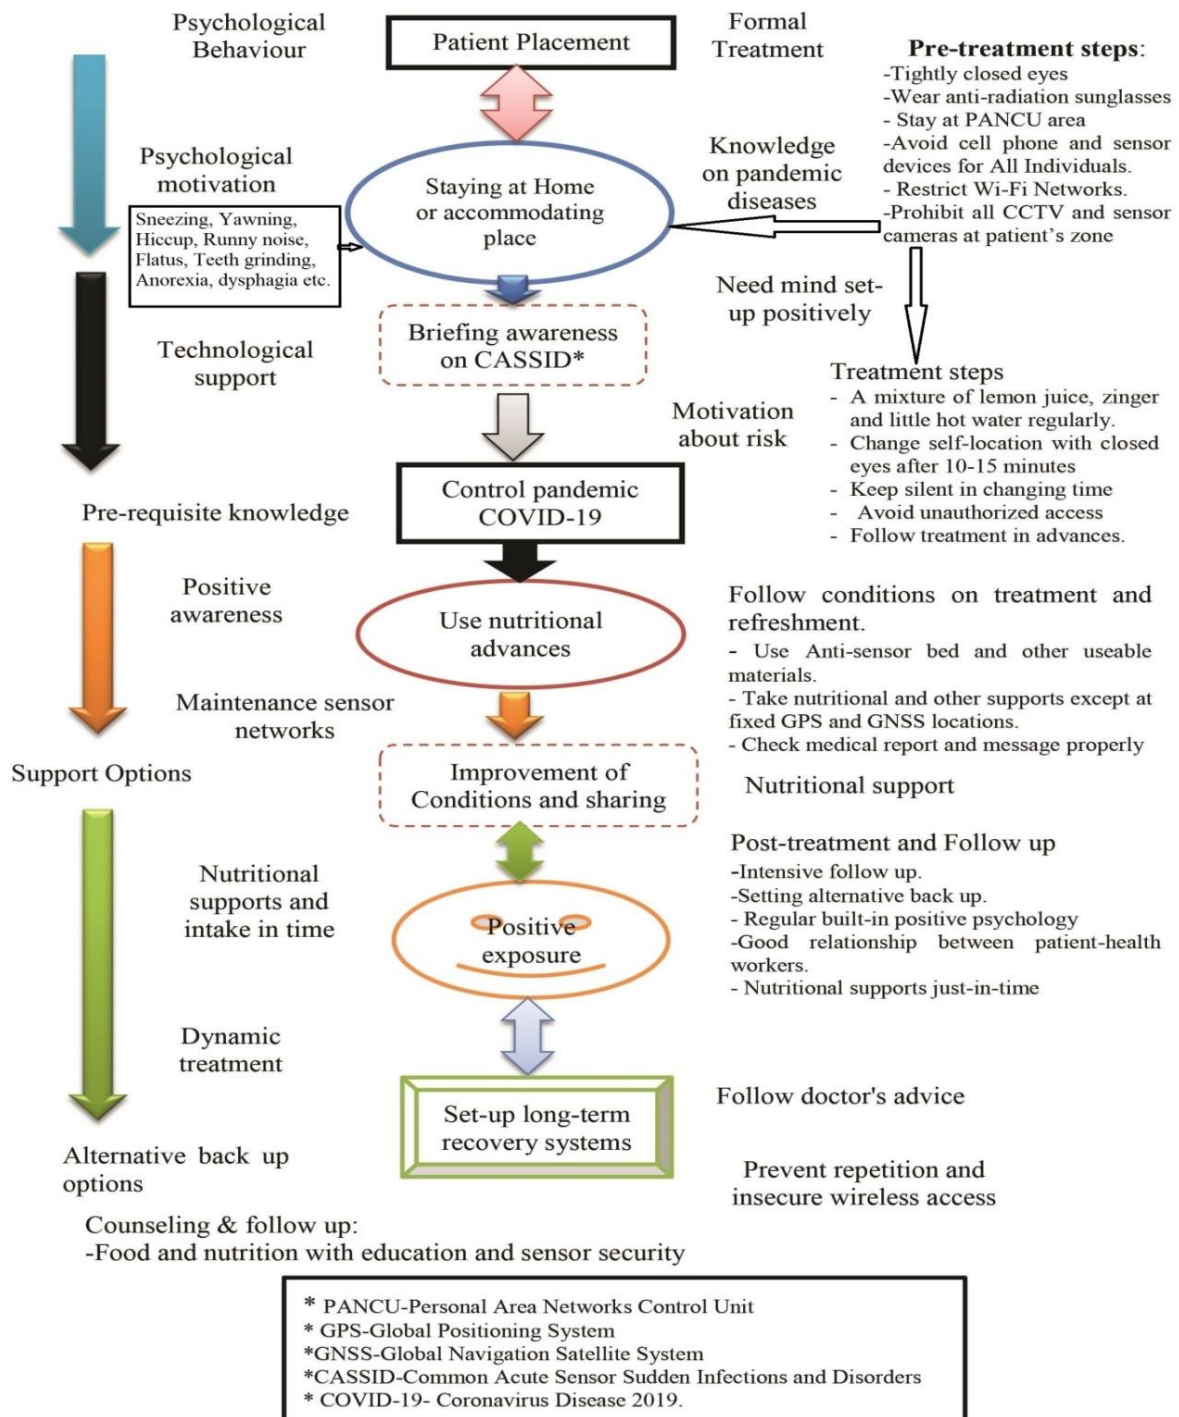 Psychological
Behaviour
Patient Placement
Formal
Treatment
Pre-treatment steps:
-Tightly closed eyes
-Wear anti-radiation sunglasses
- Stay at PANCU area
-Avoid cell phone and sensor
devices for All Individuals.
- Restrict Wi-Fi Networks.
-Prohibit all CCTV and sensor
cameras at patient's zone
Psychological
motivation
Sneezing, Yawning,
Hiccup, Runny noise,
Flatus, Teeth grinding,
Anorexia, dysphagia etc.
Staying at Home
or accommodating
place
Knowledge
on pandemic
diseases
Need mind set-
up positively
Technological
support
Briefing awareness
on CASSID*
Motivation
about risk
Treatment steps
- A mixture of lemon juice, zinger
and little hot water regularly.
- Change self-location with closed
eyes after 10-15 minutes
- Keep silent in changing time
- Avoid unauthorized access
- Follow treatment in advances.
Pre-requisite knowledge
Control pandemic
COVID-19
Positive
awareness
Use nutritional
advances
Follow conditions on treatment and
refreshment.
- Use Anti-sensor bed and other useable
materials.
- Take nutritional and other supports except at
fixed GPS and GNSS locations.
- Check medical report and message properly
Maintenance sensor
networks
Support Options
Improvement of
Conditions and sharing
Nutritional support
Nutritional
supports and
intake in time
Positive
exposure
Post-treatment and Follow up
-Intensive follow up.
-Setting alternative back up.
- Regular built-in positive psychology
-Good relationship between patient-health
workers.
- Nutritional supports just-in-time
Dynamic
treatment
Set-up long-term
recovery systems
Follow doctor's advice
Alternative back up
options
Prevent repetition and
insecure wireless access
Counseling & follow up:
-Food and nutrition with education and sensor security
* PANCU-Personal Area Networks Control Unit
* GPS-Global Positioning System
*GNSS-Global Navigation Satellite System
*CASSID-Common Acute Sensor Sudden Infections and Disorders
* COVID-19- Coronavirus Disease 2019.